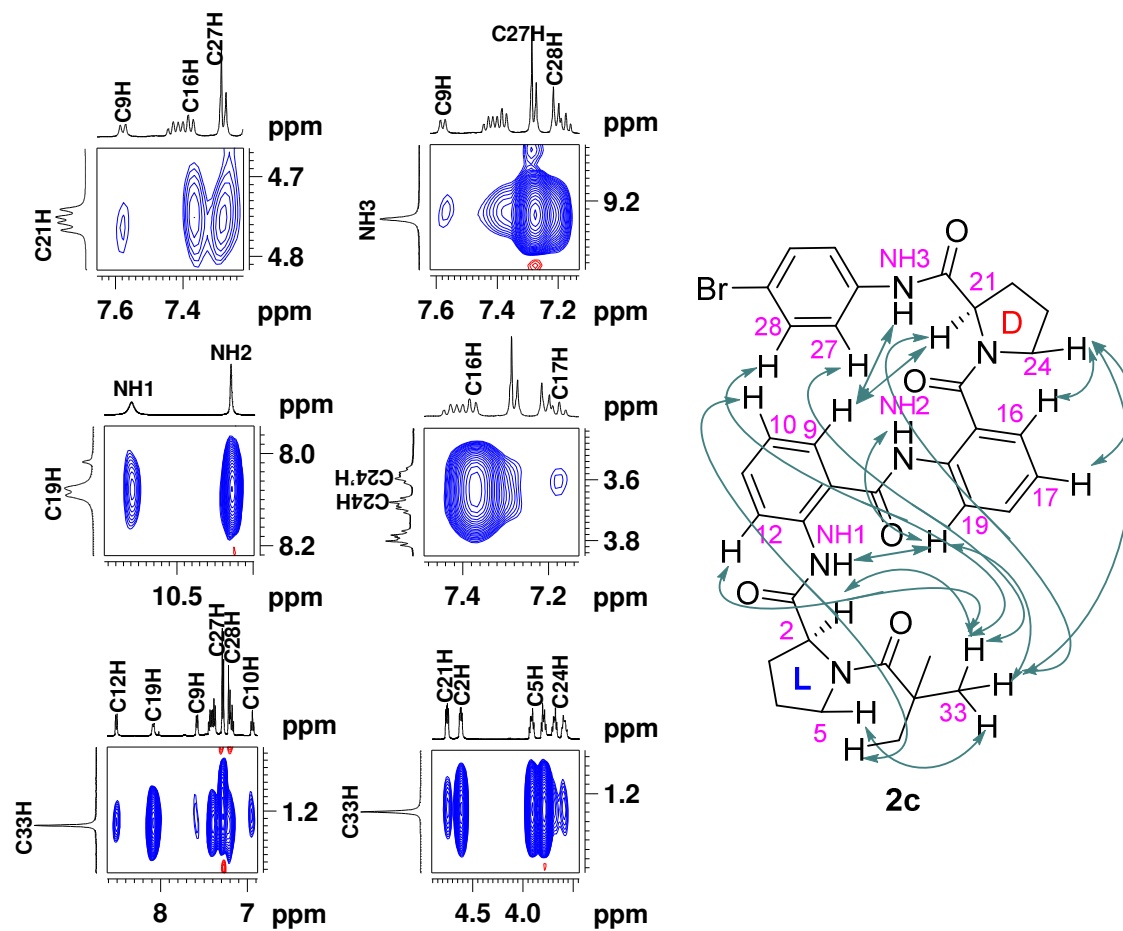 C9H
C16H
C27H
ppm
C21H
4.7
4.8
7.6
7.4
ppm
C9H
C27H
C28H
ppm
NH3
9.2
7.6
7.4
7.2
ppm
NH1
NH2
ppm
C19H
8.0
8.2
10.5
ppm
C16H
C17H
ppm
C24'H
C24H
3.6
3.8
7.4
7.2
ppm
C12H
C19H
C9H
C27H
C28H
C10H
ppm
C33H
1.2
8
7
ppm
C21H
C2H
C5H
C24H
ppm
C33H
1.2
4.5
4.0
ppm
O
NH3
N
H
21
Br
28
27
H
H
H
D
N
24
H
O
H
10
9
H
NH2
H
N
16
H
17
H
19
H
O
12
H
NH1
N
H
O
2
H
O
H
L
N
5
H
H
33
H
H
2c